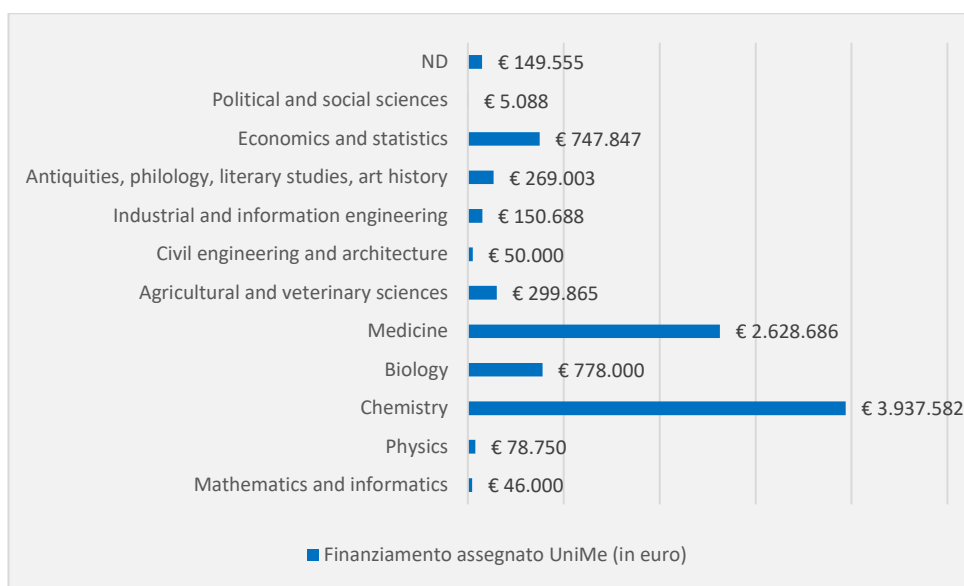 ND € 149.555
Political and social sciences € 5.088
Economics and statistics € 747.847
Antiquities, philology, literary studies, art history € 269.003
Industrial and information engineering € 150.688
Civil engineering and architecture € 50.000
Agricultural and veterinary sciences € 299.865
Medicine € 2.628.686
Biology € 778.000
Chemistry € 3.937.582
Physics € 78.750
Mathematics and informatics € 46.000
Finanziamento assegnato UniMe (in euro)